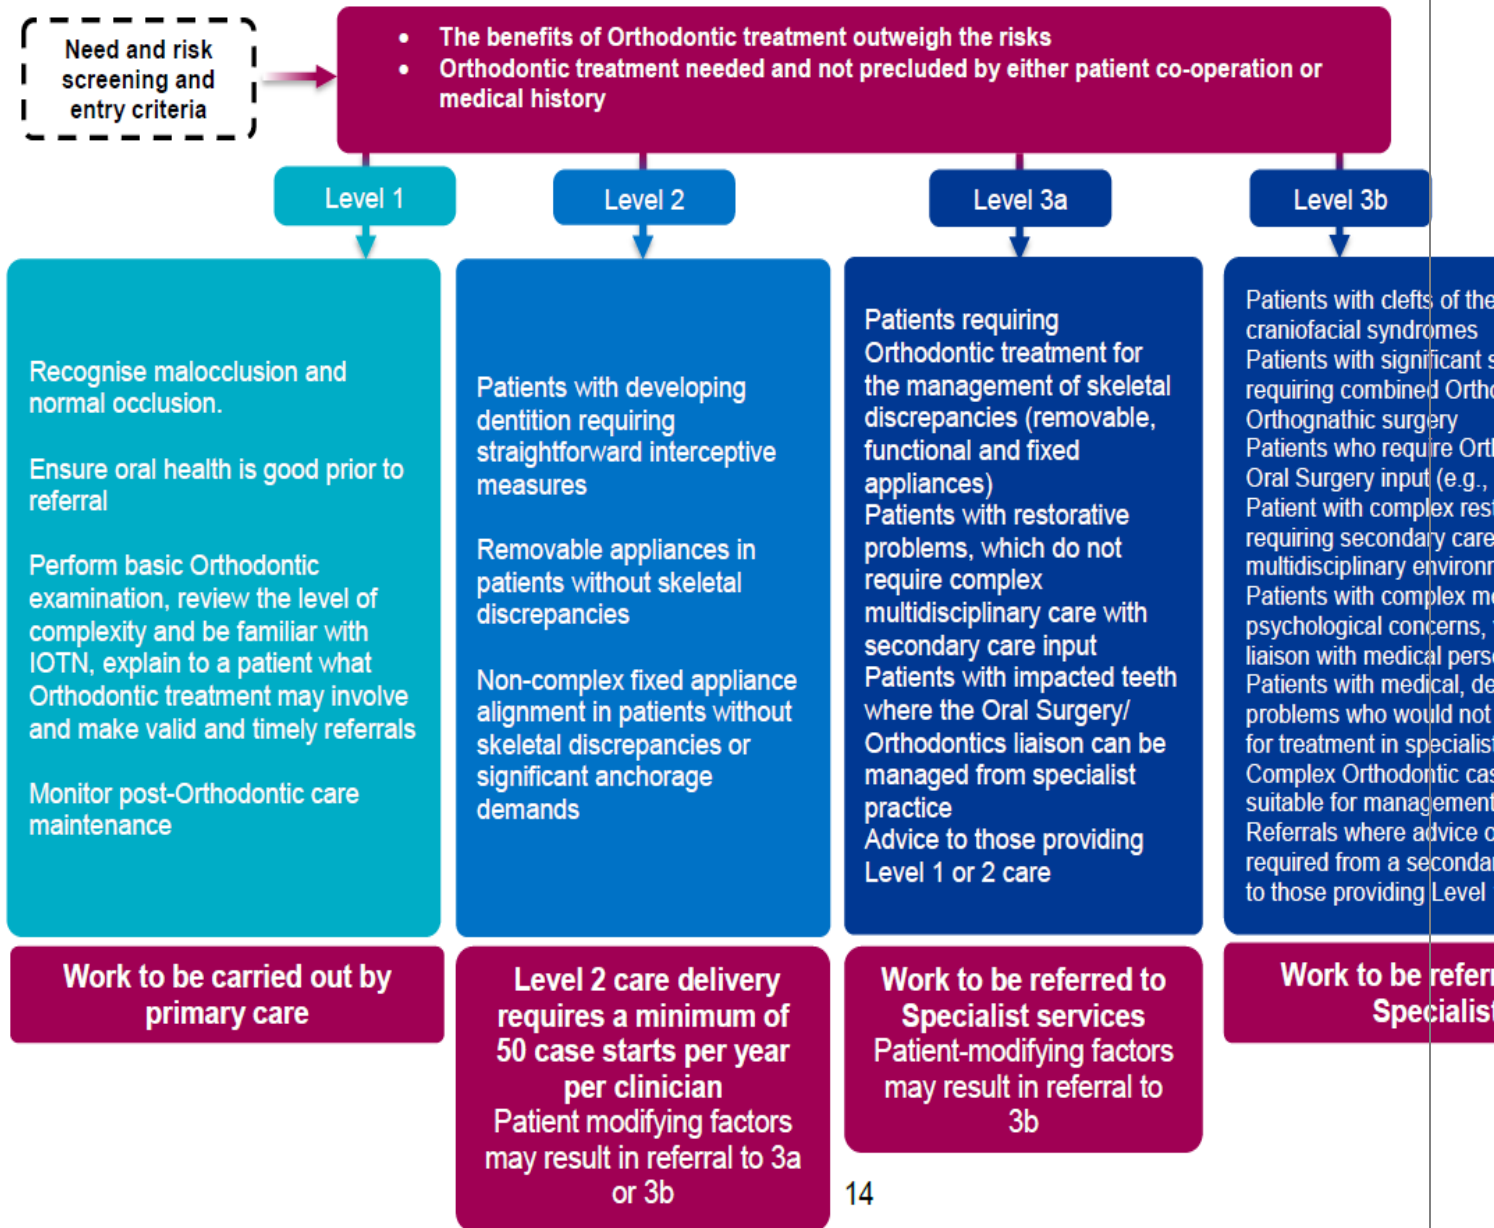 Need and risk
screening and
entry criteria
• The benefits of Orthodontic treatment outweigh the risks
• Orthodontic treatment needed and not precluded by either patient co-operation or
medical history
Level 1
Level 2
Level 3a
Level 3b
Recognise malocclusion and
normal occlusion.
Ensure oral health is good prior to
referral
Perform basic Orthodontic
examination, review the level of
complexity and be familiar with
IOTN, explain to a patient what
Orthodontic treatment may involve
and make valid and timely referrals
Monitor post-Orthodontic care
maintenance
Patients with developing
dentition requiring
straightforward interceptive
measures
Removable appliances in
patients without skeletal
discrepancies
Non-complex fixed appliance
alignment in patients without
skeletal discrepancies or
significant anchorage
demands
Patients requiring
Orthodontic treatment for
the management of skeletal
discrepancies (removable,
functional and fixed
appliances)
Patients with restorative
problems, which do not
require complex
multidisciplinary care with
secondary care input
Patients with impacted teeth
where the Oral Surgery/
Orthodontics liaison can be
managed from specialist
practice
Advice to those providing
Level 1 or 2 care
Patients with clefts of the
craniofacial syndromes
Patients with significant
requiring combined
Orthognathic surgery
Patients who require
Oral Surgery input (e.g.,
Patient with complex
requiring secondary care
multidisciplinary
Patients with complex
psychological concerns,
liaison with medical
Patients with medical,
problems who would not
for treatment in specialist
Complex Orthodontic
suitable for management
Referrals where advice
required from a
to those providing Level
Work to be carried out by
primary care
Level 2 care delivery
requires a minimum of
50 case starts per year
per clinician
Patient modifying factors
may result in referral to 3a
or 3b
Work to be referred to
Specialist services
Patient-modifying factors
may result in referral to
3b
Work to be
Specialist
14